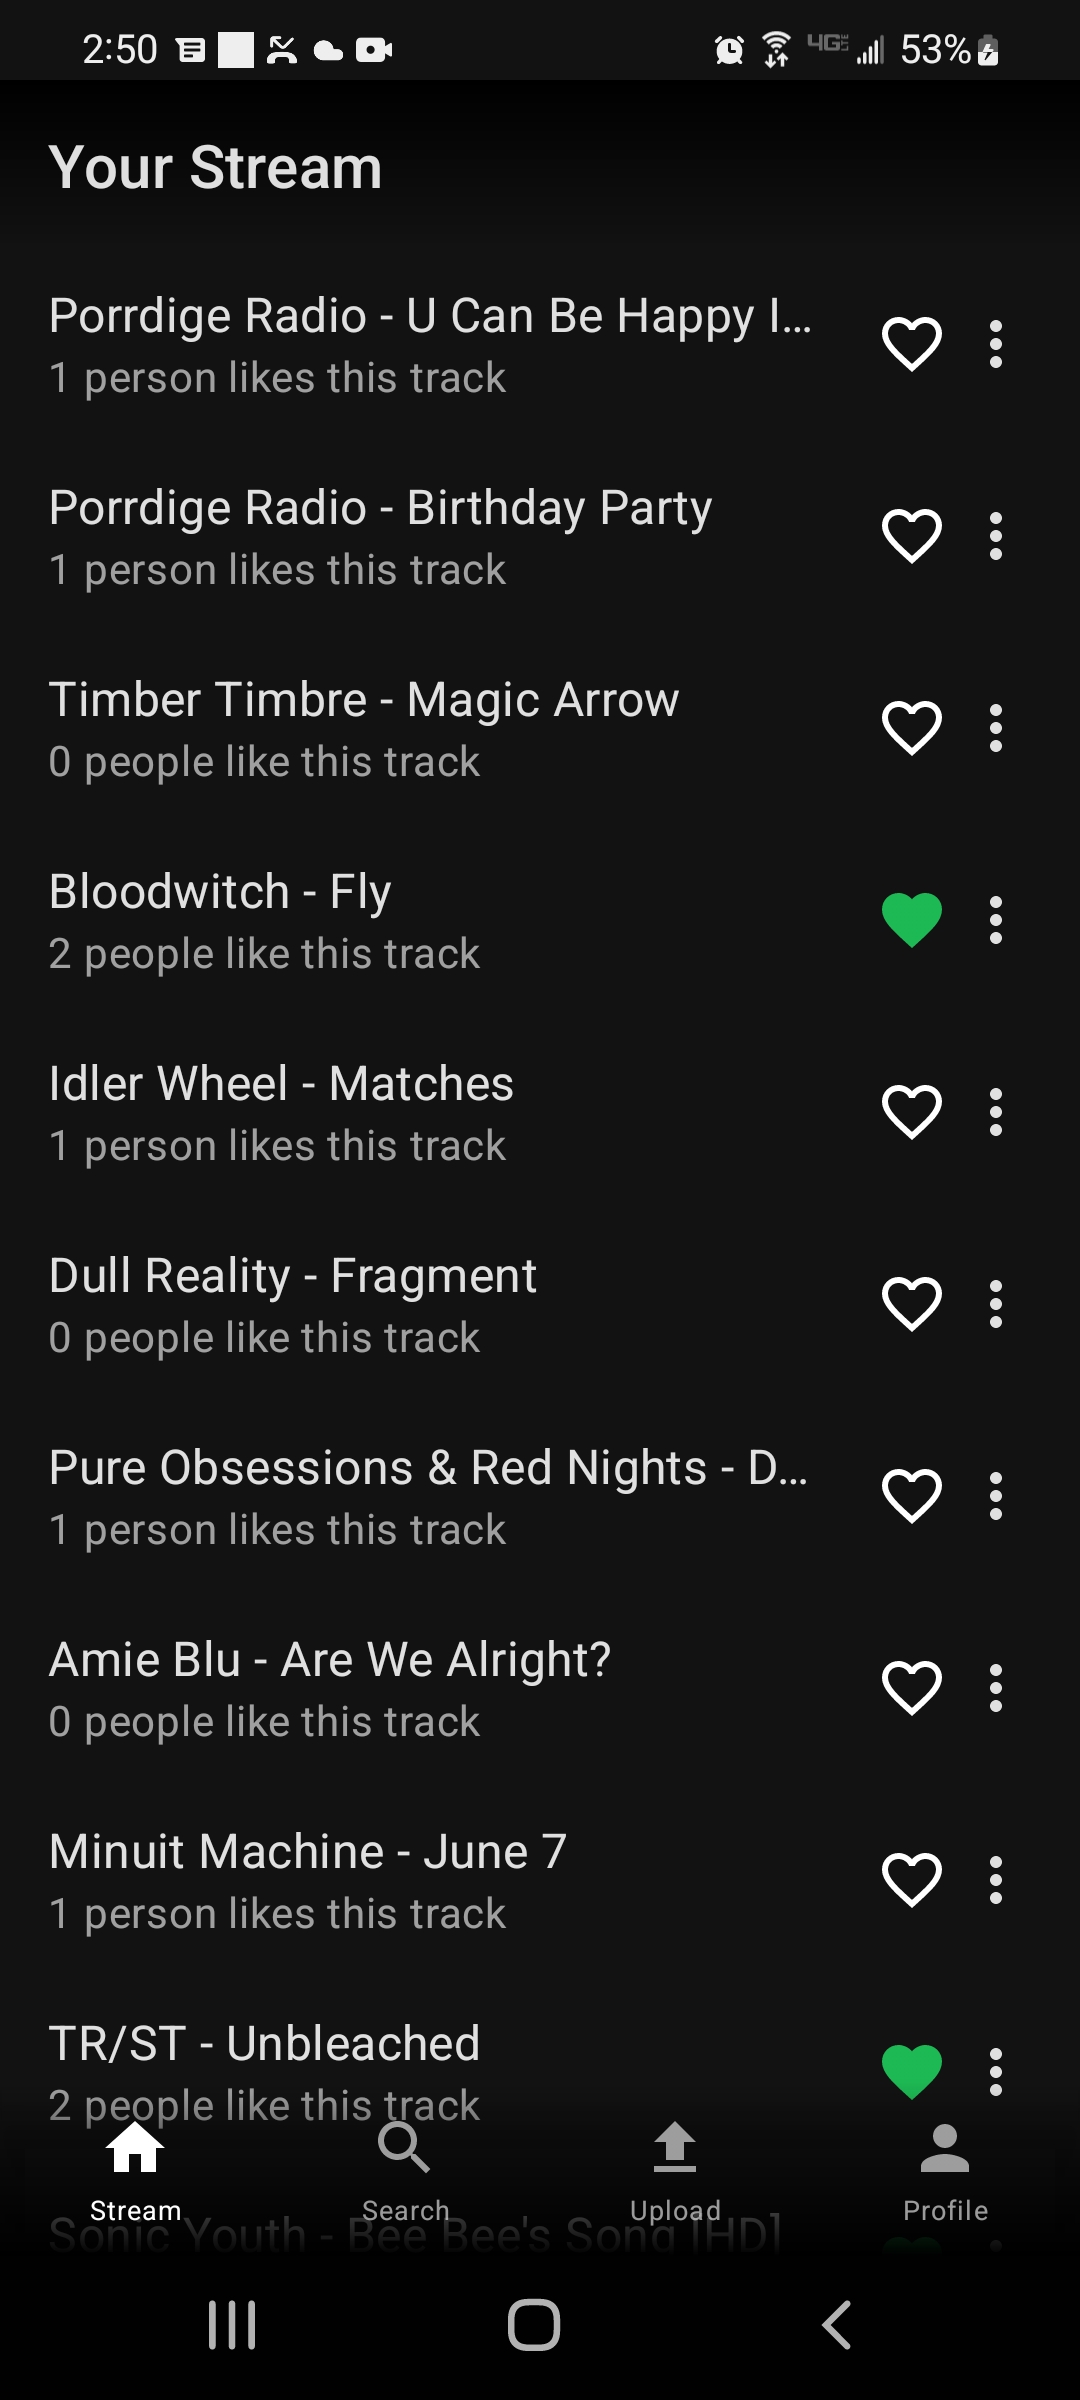 2:50 4G LTE 53%
Your Stream
Porrdige Radio - U Can Be Happy I...
1 person likes this track
Porrdige Radio - Birthday Party
1 person likes this track
Timber Timbre - Magic Arrow
0 people like this track
Bloodwitch - Fly
2 people like this track
Idler Wheel - Matches
1 person likes this track
Dull Reality - Fragment
0 people like this track
Pure Obsessions & Red Nights - D...
1 person likes this track
Amie Blu - Are We Alright?
0 people like this track
Minuit Machine - June 7
1 person likes this track
TR/ST - Unbleached
2 people like this track
Stream Search Upload Profile
Sonic Youth - Bee Bee's Song [HD]